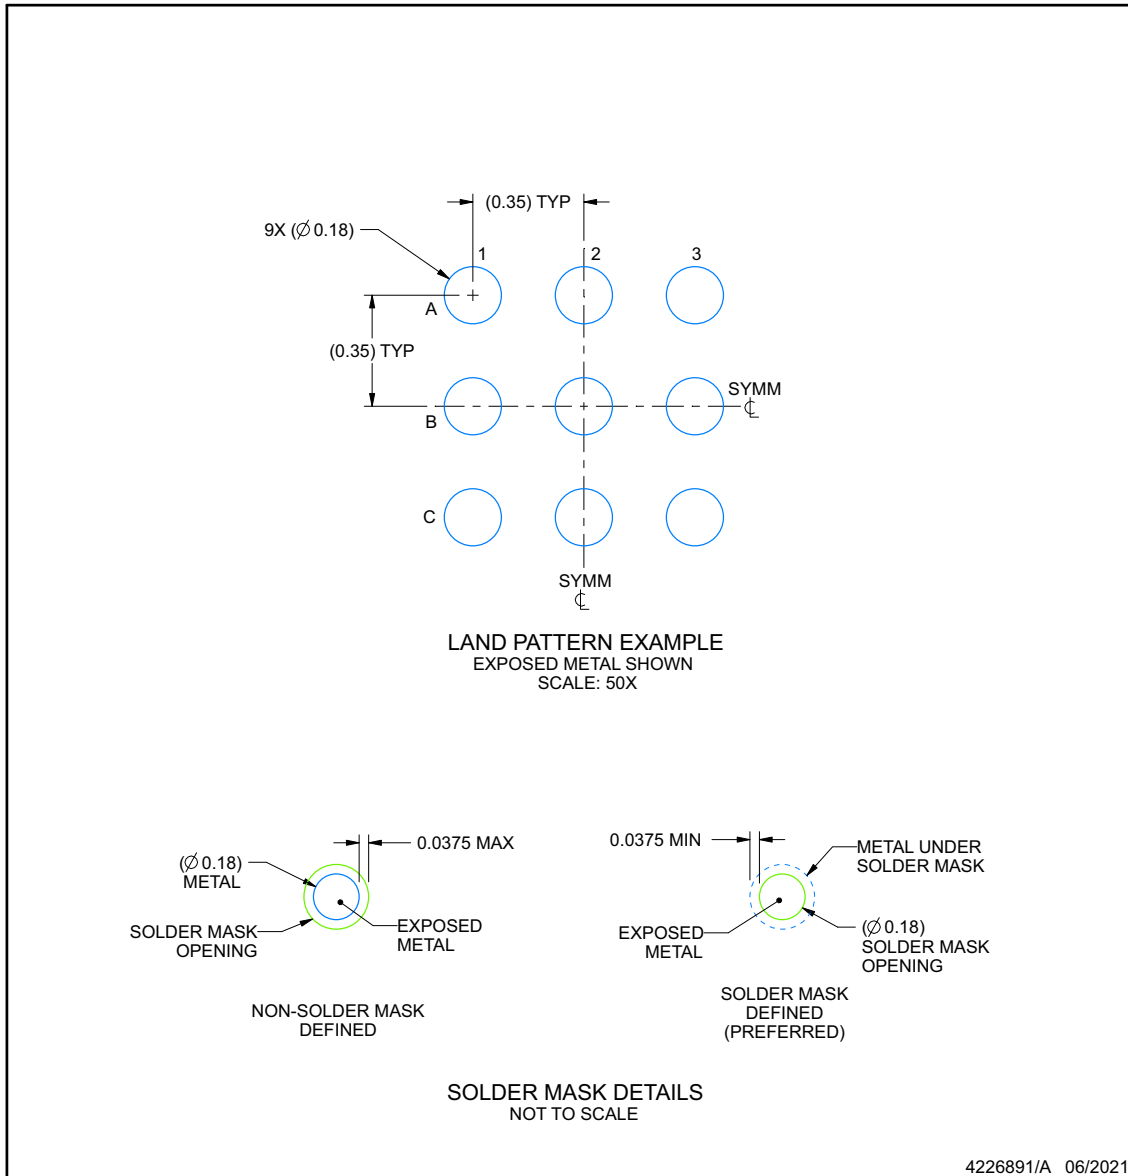 (0.35) TYP
9X (∅ 0.18)
1
2
3
A
(0.35) TYP
SYMM
℄
B
C
SYMM
℄
LAND PATTERN EXAMPLE
EXPOSED METAL SHOWN
SCALE: 50X
0.0375 MAX
(∅ 0.18)
METAL
SOLDER MASK
OPENING
EXPOSED
METAL
NON-SOLDER MASK
DEFINED
0.0375 MIN
METAL UNDER
SOLDER MASK
EXPOSED
METAL
(∅ 0.18)
SOLDER MASK
OPENING
SOLDER MASK
DEFINED
(PREFERRED)
SOLDER MASK DETAILS
NOT TO SCALE
4226891/A 06/2021